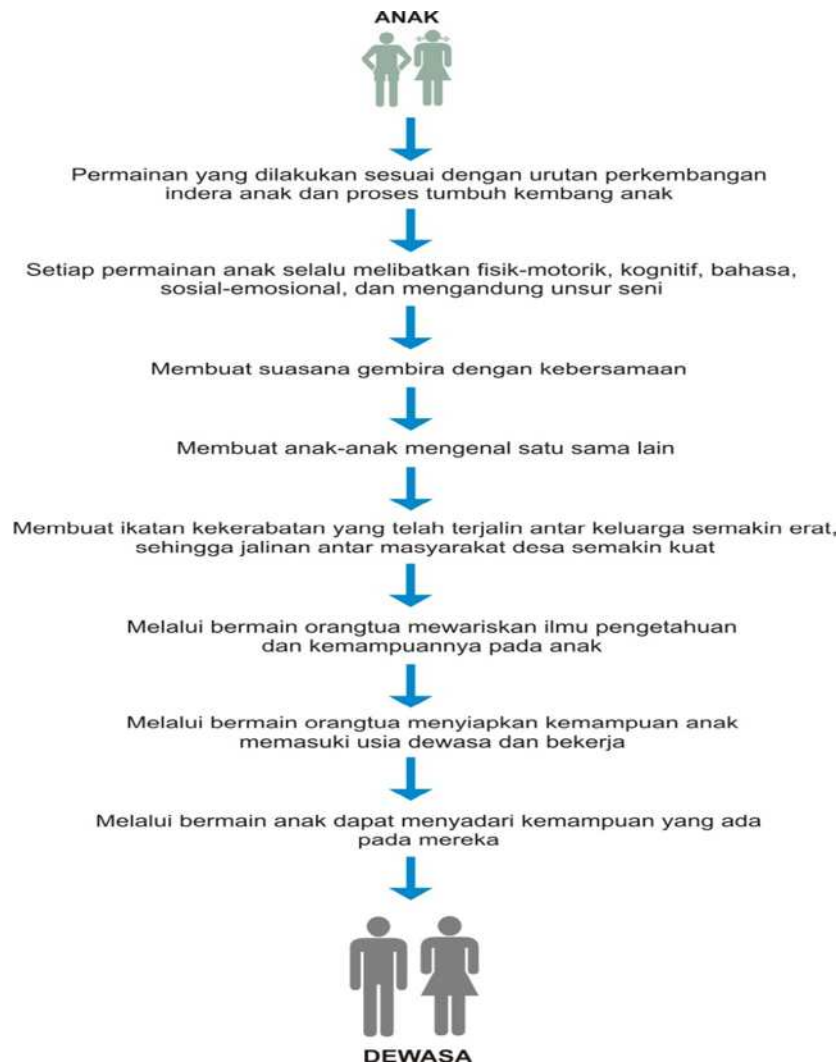 ANAK
Permainan yang dilakukan sesuai dengan urutan perkembangan
indera anak dan proses tumbuh kembang anak
Setiap permainan anak selalu melibatkan fisik-motorik, kognitif, bahasa,
sosial-emosional, dan mengandung unsur seni
Membuat suasana gembira dengan kebersamaan
Membuat anak-anak mengenal satu sama lain
Membuat ikatan kekerabatan yang telah terjalin antar keluarga semakin erat,
sehingga jalinan antar masyarakat desa semakin kuat
Melalui bermain orangtua mewariskan ilmu pengetahuan
dan kemampuannya pada anak
Melalui bermain orangtua menyiapkan kemampuan anak
memasuki usia dewasa dan bekerja
Melalui bermain anak dapat menyadari kemampuan yang ada
pada mereka
DEWASA